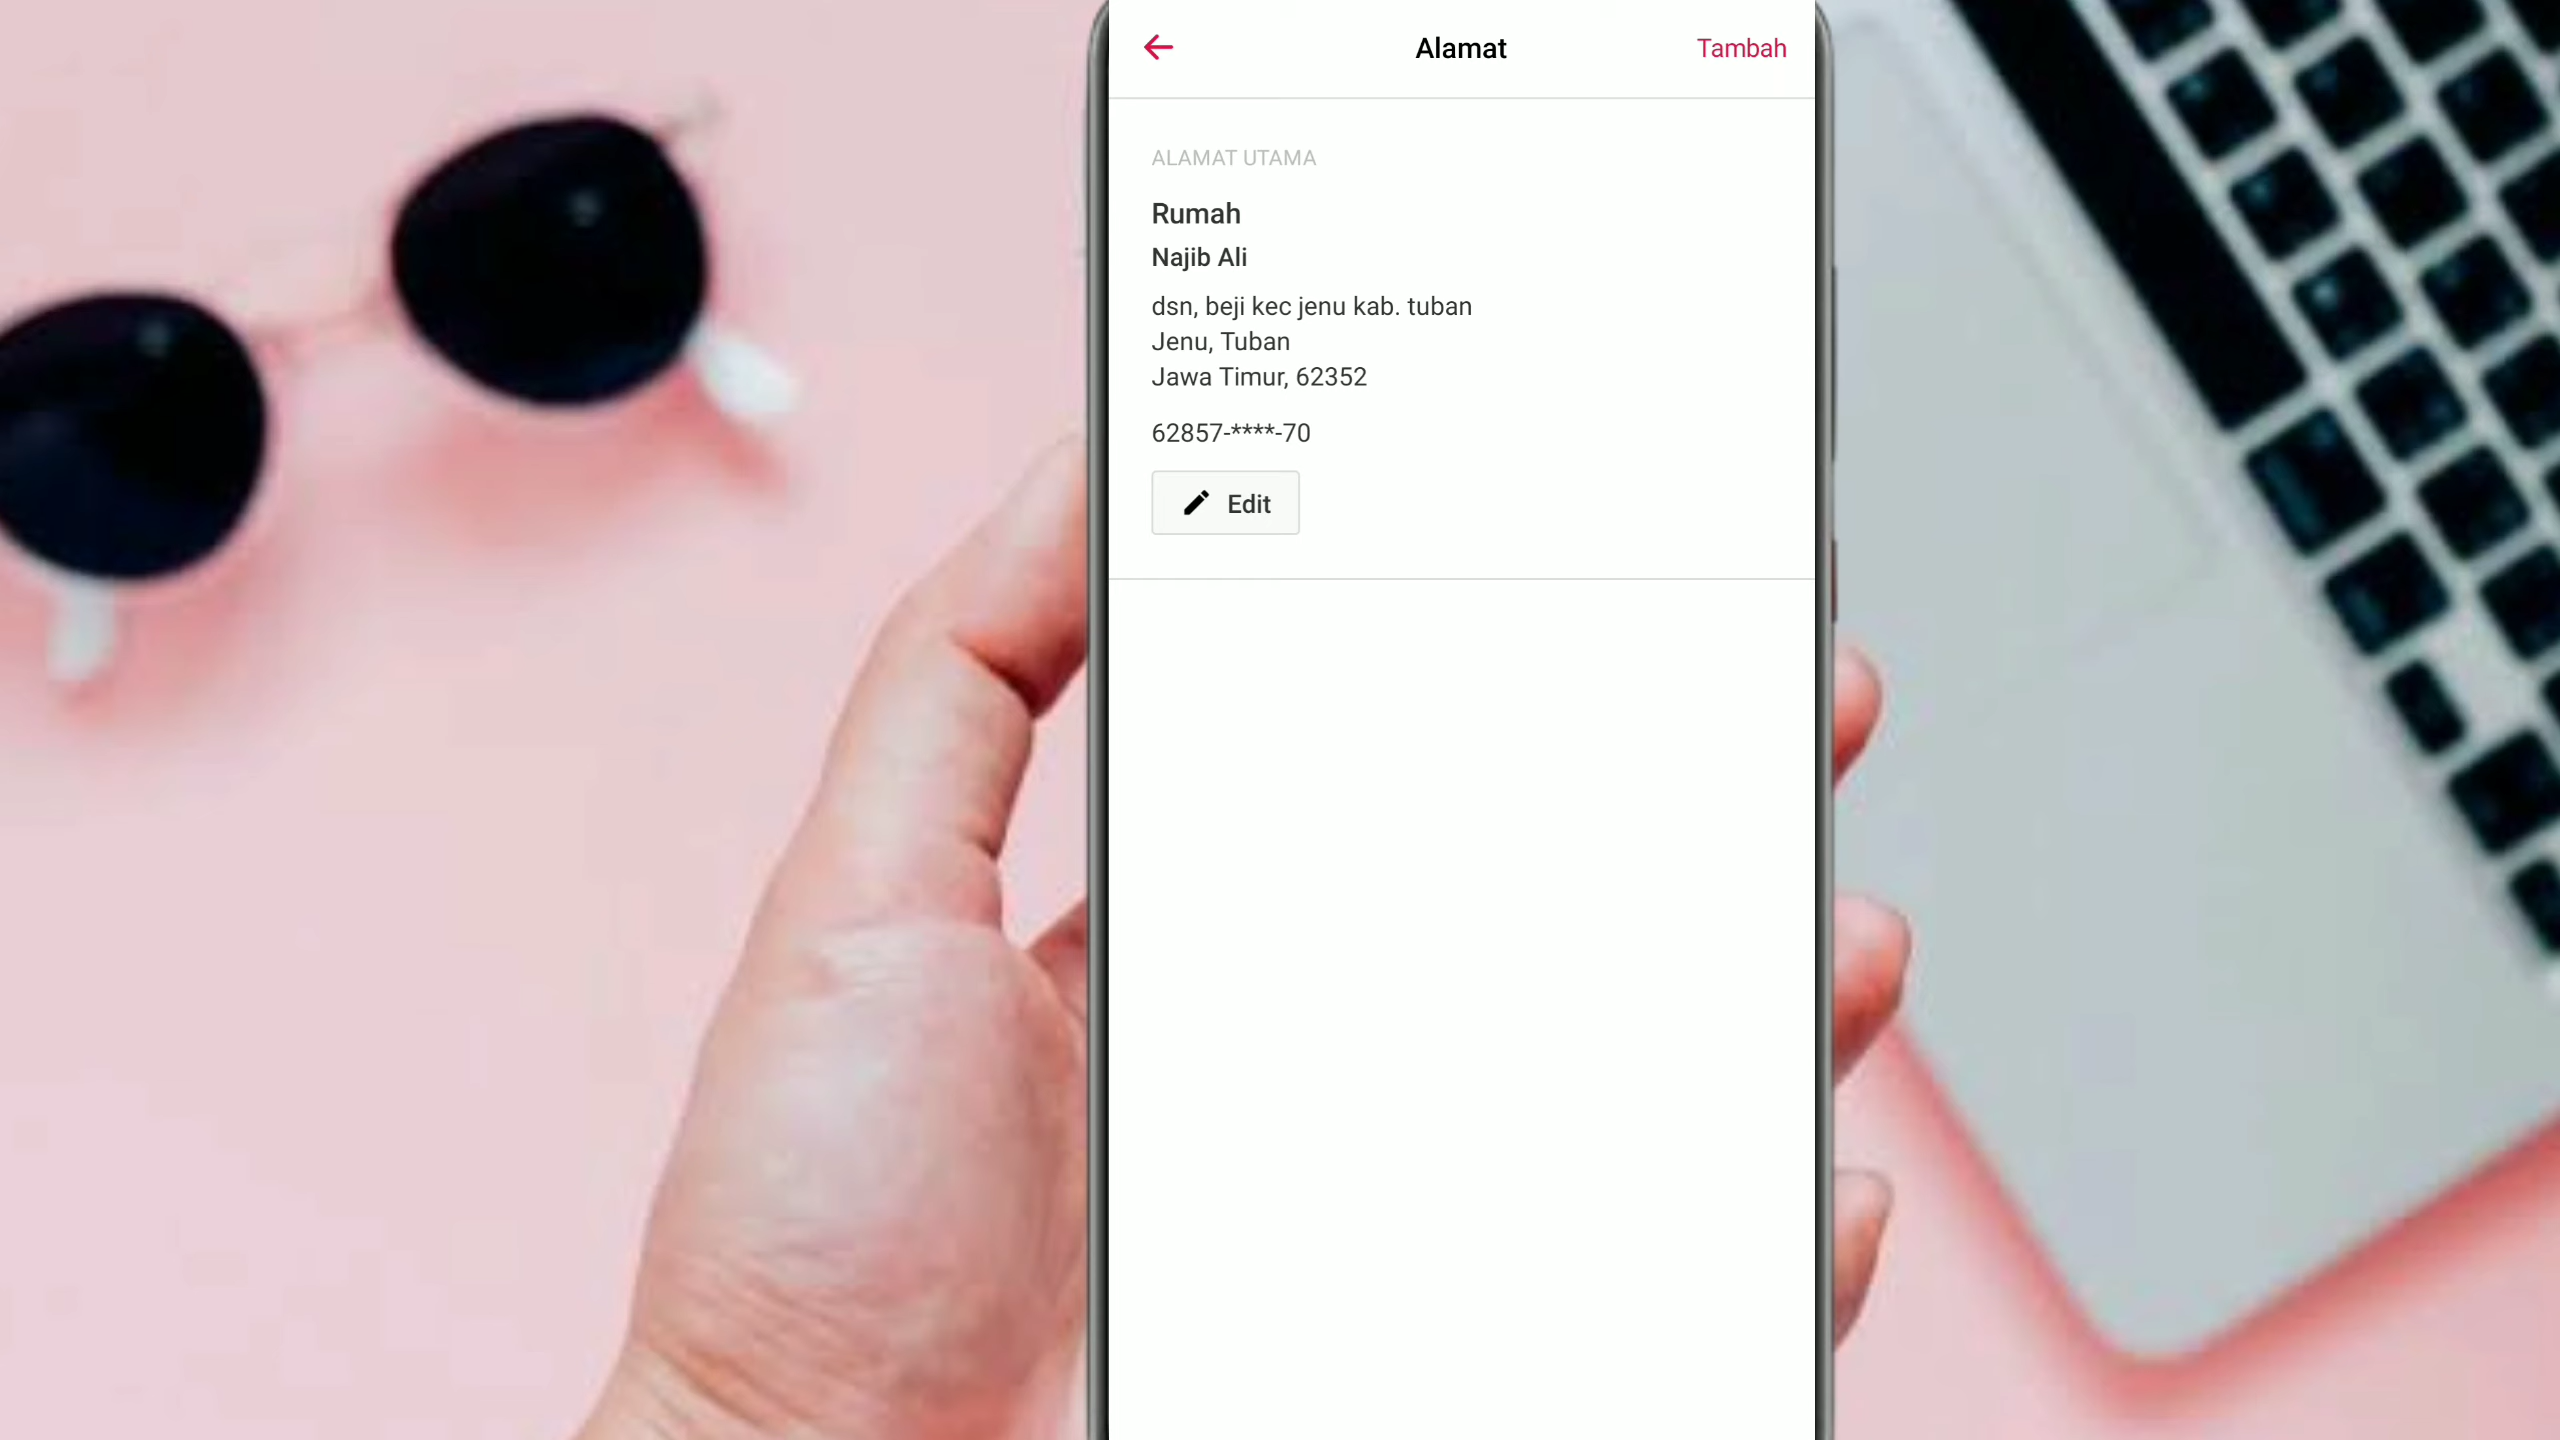 Alamat
Tambah
ALAMAT UTAMA
Rumah
Najib Ali
dsn, beji kec jenu kab. tuban
Jenu, Tuban
Jawa Timur, 62352
62857-****-70
Edit